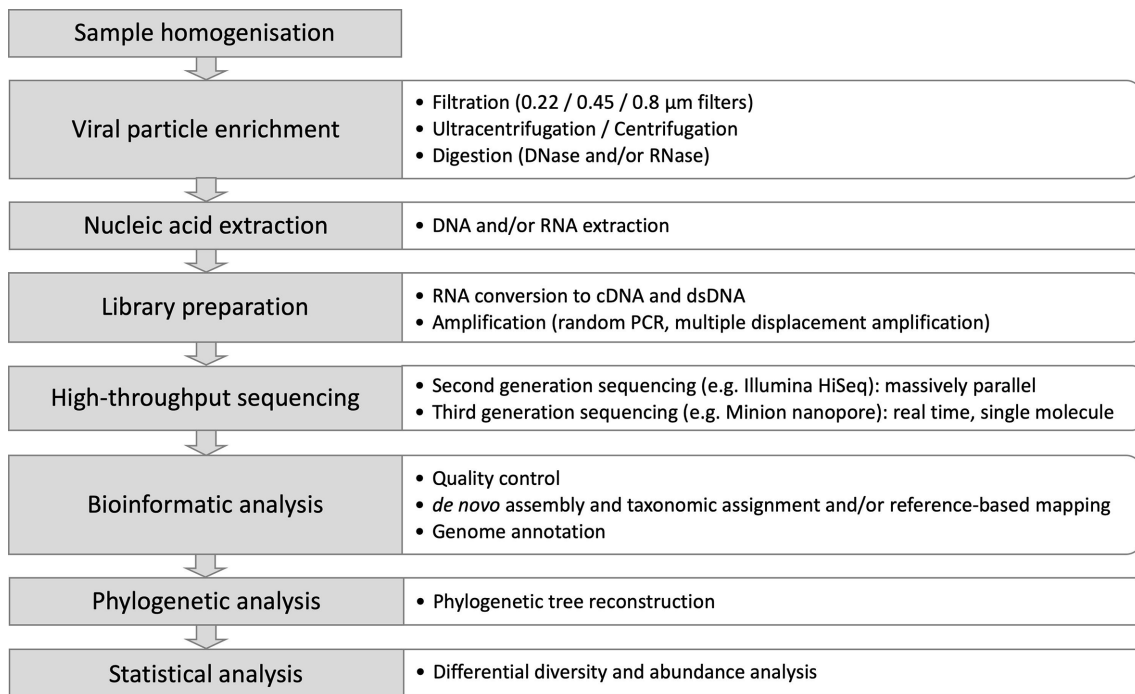 Sample homogenisation
Viral particle enrichment
• Filtration (0.22 / 0.45 / 0.8 µm filters)
• Ultracentrifugation / Centrifugation
• Digestion (DNase and/or RNase)
Nucleic acid extraction
• DNA and/or RNA extraction
Library preparation
• RNA conversion to cDNA and dsDNA
• Amplification (random PCR, multiple displacement amplification)
High-throughput sequencing
• Second generation sequencing (e.g. Illumina HiSeq): massively parallel
• Third generation sequencing (e.g. Minion nanopore): real time, single molecule
Bioinformatic analysis
• Quality control
• de novo assembly and taxonomic assignment and/or reference-based mapping
• Genome annotation
Phylogenetic analysis
• Phylogenetic tree reconstruction
Statistical analysis
• Differential diversity and abundance analysis